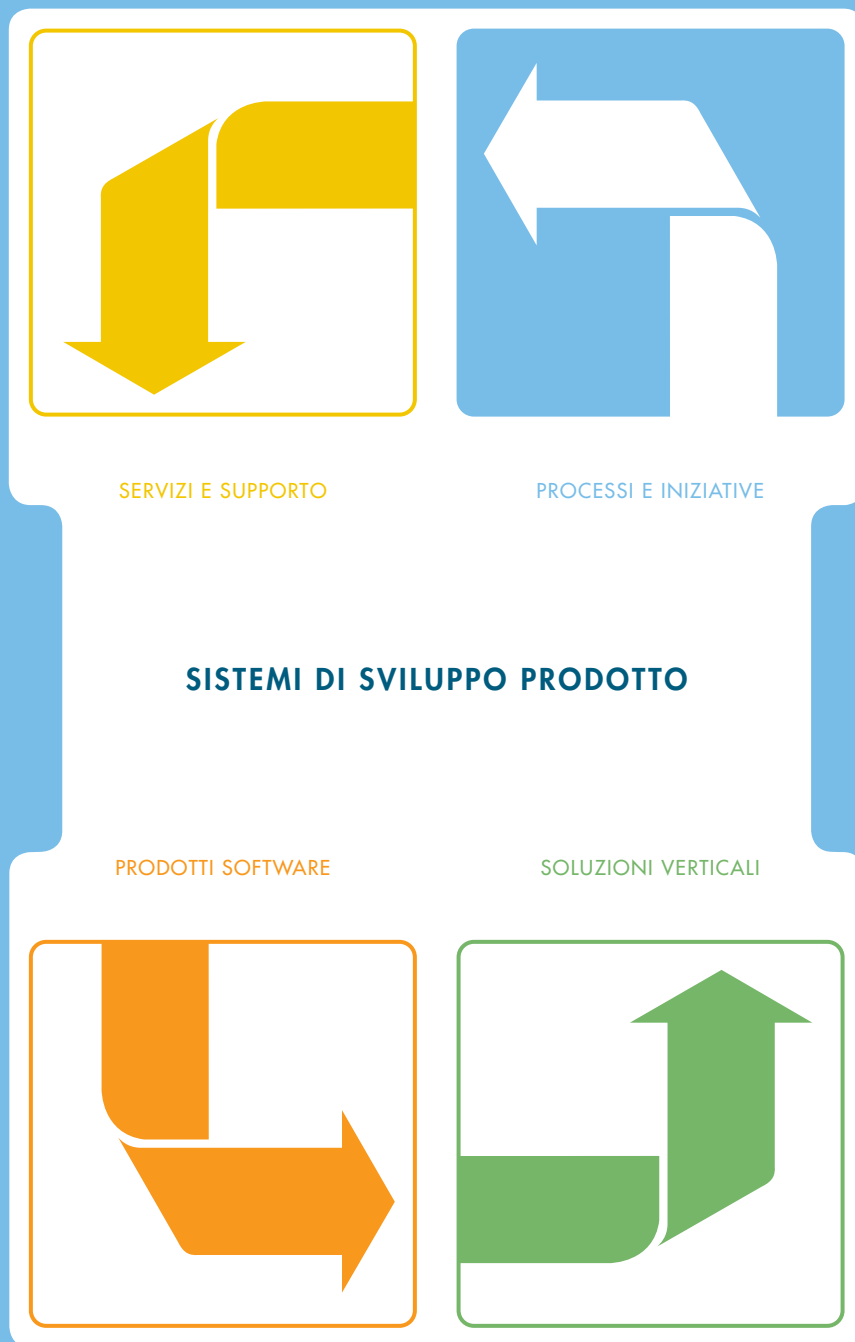 SERVIZI E SUPPORTO
PROCESSI E INIZIATIVE
SISTEMI DI SVILUPPO PRODOTTO
PRODOTTI SOFTWARE
SOLUZIONI VERTICALI